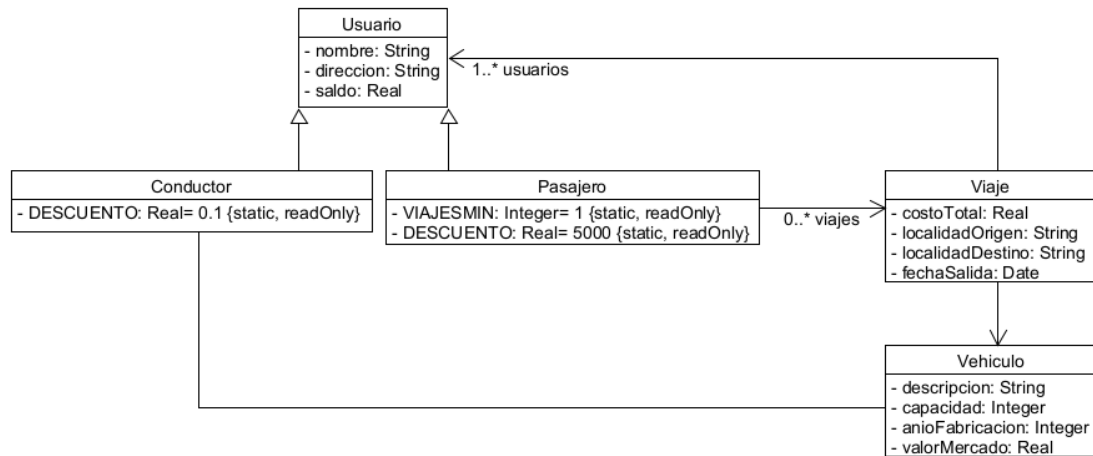 Usuario
- nombre: String
- direccion: String
- saldo: Real
1..* usuarios
Conductor
- DESCUENTO: Real= 0.1 {static, readOnly}
Pasajero
- VIAJESMIN: Integer= 1 {static, readOnly}
- DESCUENTO: Real= 5000 {static, readOnly}
0..* viajes
Viaje
- costoTotal: Real
- localidadOrigen: String
- localidadDestino: String
- fechaSalida: Date
Vehiculo
- descripcion: String
- capacidad: Integer
- anioFabricacion: Integer
- valorMercado: Real